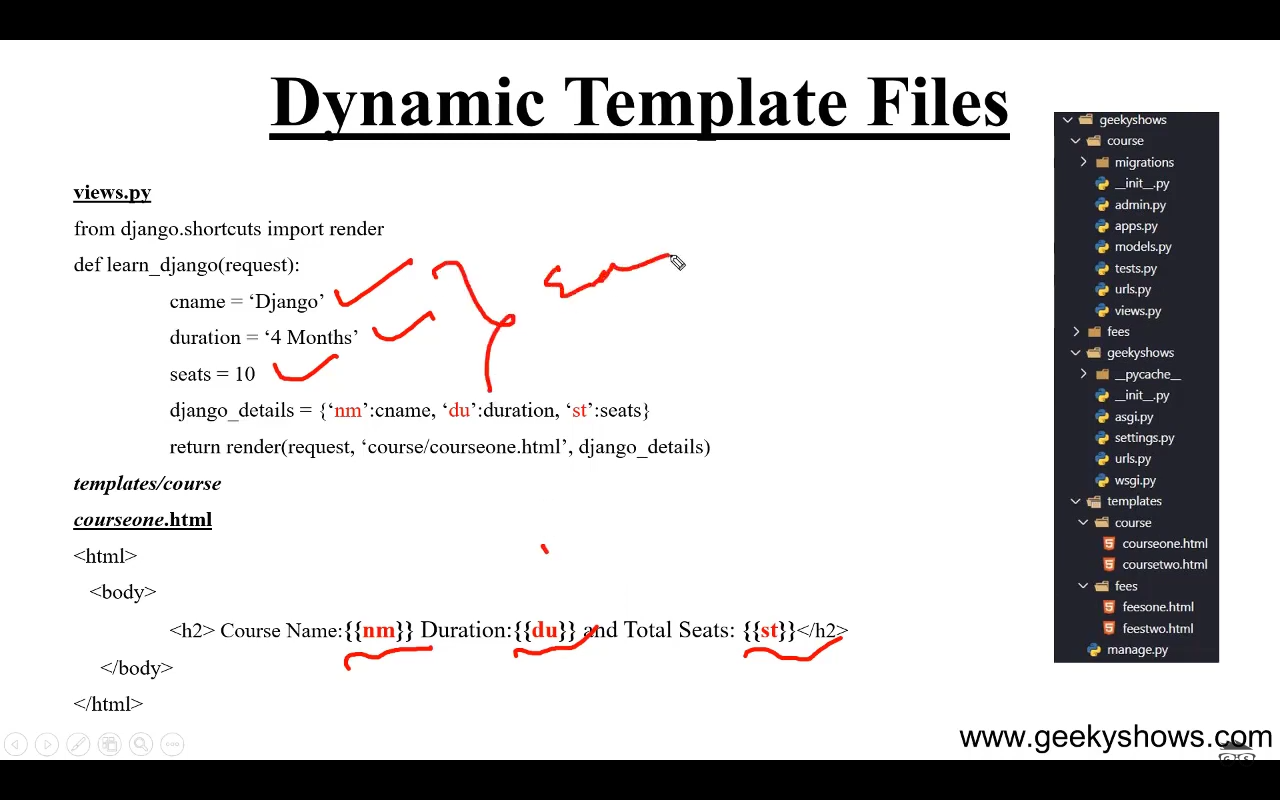 Dynamic Template Files
views.py
from django.shortcuts import render
def learn_django(request):
cname = ‘Django’
duration = ‘4 Months’
seats = 10
django_details = {‘nm’:cname, ‘du’:duration, ‘st’:seats}
return render(request, ‘course/courseone.html’, django_details)
templates/course
courseone.html
<html>
<body>
<h2> Course Name:{{nm}} Duration:{{du}} and Total Seats: {{st}}</h2>
</body>
</html>
geekyshows
course
migrations
__init__.py
admin.py
apps.py
models.py
tests.py
urls.py
views.py
fees
geekyshows
__pycache__
__init__.py
asgi.py
settings.py
urls.py
wsgi.py
templates
course
courseone.html
coursetwo.html
fees
feesone.html
feestwo.html
manage.py
www.geekyshows.com